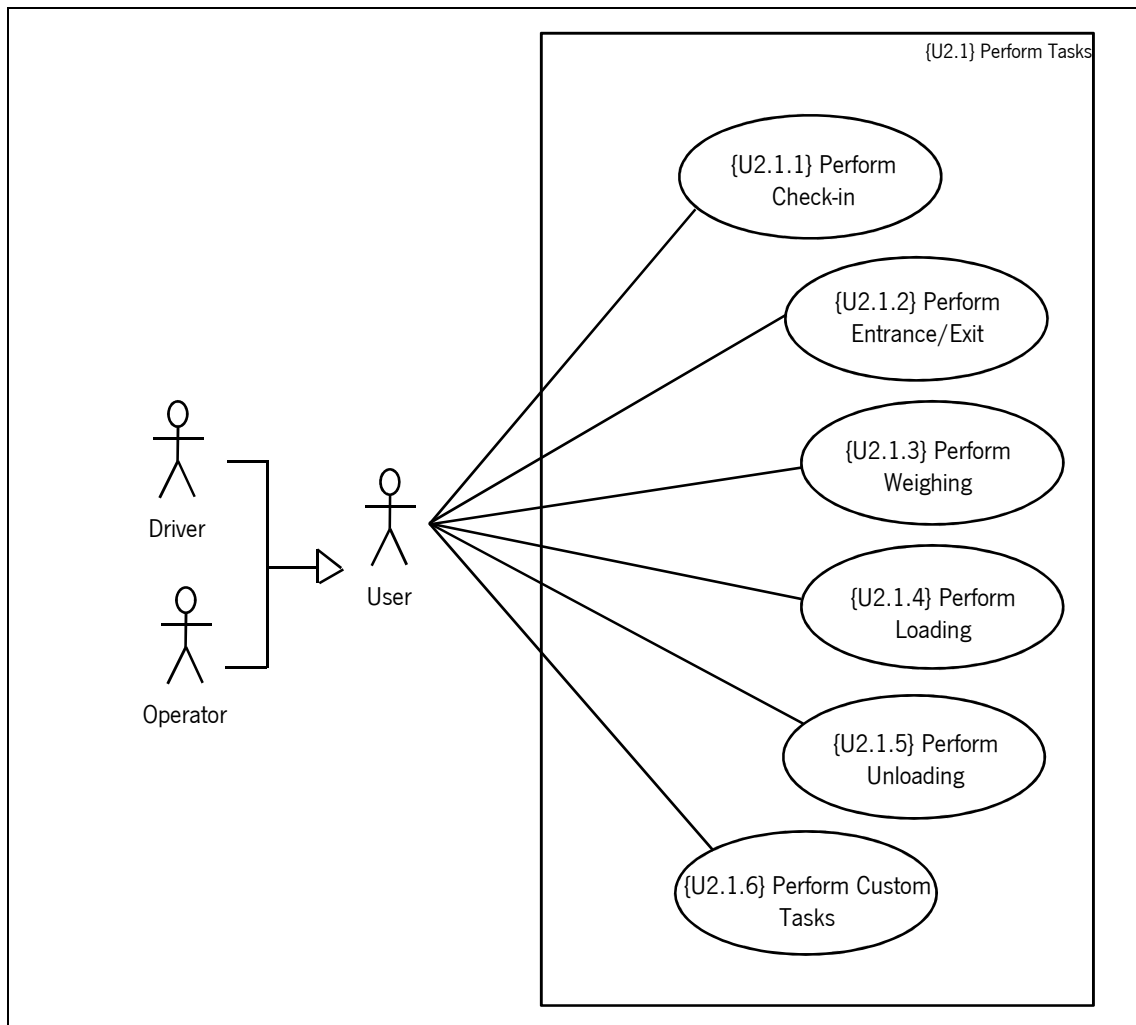 {U2.1} Perform Tasks
{U2.1.1} Perform
Check-in
{U2.1.2} Perform
Entrance/Exit
{U2.1.3} Perform
Weighing
{U2.1.4} Perform
Loading
{U2.1.5} Perform
Unloading
{U2.1.6} Perform Custom
Tasks
Driver
User
Operator